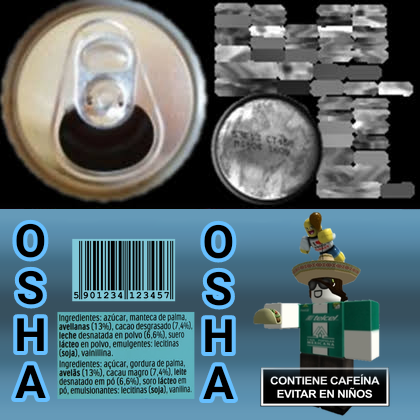 OSHA
5 901234 123457
Ingredientes: azúcar, manteca de palma,
avellanas (13%), cacao desgrasado (7,4%),
leche desnatada en polvo (6,6%), suero
lácteo en polvo, emulgentes: lecitinas
(soja), vainillina.
Ingredientes: açúcar, gordura de palma,
avelãs (13%), cacau magro (7,4%), leite
desnatado em pó (6,6%), soro lácteo em
pó, emulsionantes: lecitinas (soja), vanilina.
OSHA
telcel
CONTIENE CAFEÍNA
EVITAR EN NIÑOS